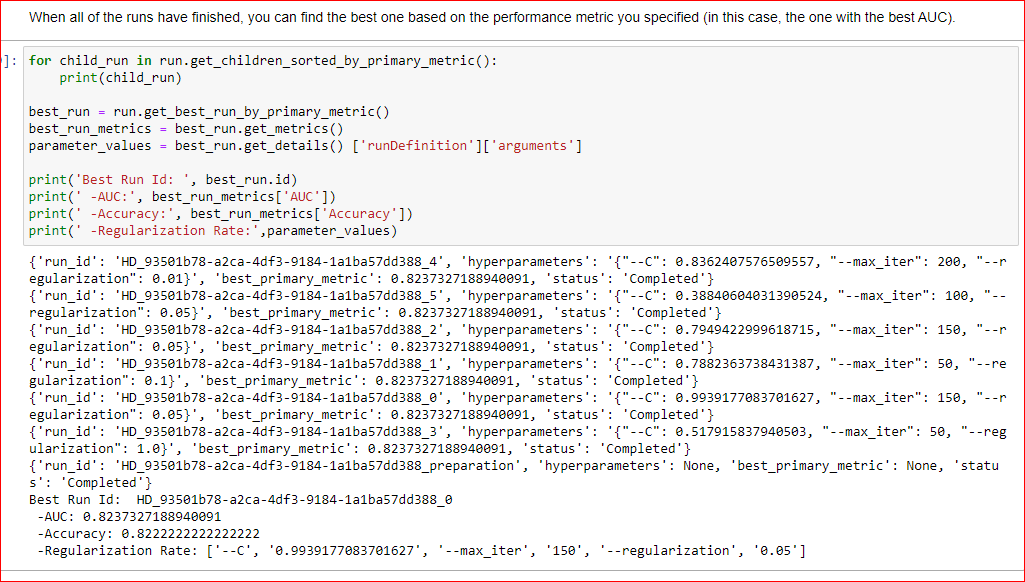 When all of the runs have finished, you can find the best one based on the performance metric you specified (in this case, the one with the best AUC).
]: for child_run in run.get_children_sorted_by_primary_metric():
print(child_run)
best_run = run.get_best_run_by_primary_metric()
best_run_metrics = best_run.get_metrics()
parameter_values = best_run.get_details() ['runDefinition']['arguments']
print('Best Run Id: ', best_run.id)
print(' -AUC:', best_run_metrics['AUC'])
print(' -Accuracy:', best_run_metrics['Accuracy'])
print(' -Regularization Rate:',parameter_values)
{'run_id': 'HD_93501b78-a2ca-4df3-9184-1a1ba57dd388_4', 'hyperparameters': '{"--C": 0.8362407576509557, "--max_iter": 200, "--r
egularization": 0.01}', 'best_primary_metric': 0.8237327188940091, 'status': 'Completed'}
{'run_id': 'HD_93501b78-a2ca-4df3-9184-1a1ba57dd388_5', 'hyperparameters': '{"--C": 0.38840604031390524, "--max_iter": 100, "--
regularization": 0.05}', 'best_primary_metric': 0.8237327188940091, 'status': 'Completed'}
{'run_id': 'HD_93501b78-a2ca-4df3-9184-1a1ba57dd388_2', 'hyperparameters': '{"--C": 0.7949422999618715, "--max_iter": 150, "--r
egularization": 0.05}', 'best_primary_metric': 0.8237327188940091, 'status': 'Completed'}
{'run_id': 'HD_93501b78-a2ca-4df3-9184-1a1ba57dd388_1', 'hyperparameters': '{"--C": 0.7882363738431387, "--max_iter": 50, "--re
gularization": 0.1}', 'best_primary_metric': 0.8237327188940091, 'status': 'Completed'}
{'run_id': 'HD_93501b78-a2ca-4df3-9184-1a1ba57dd388_0', 'hyperparameters': '{"--C": 0.9939177083701627, "--max_iter": 150, "--r
egularization": 0.05}', 'best_primary_metric': 0.8237327188940091, 'status': 'Completed'}
{'run_id': 'HD_93501b78-a2ca-4df3-9184-1a1ba57dd388_3', 'hyperparameters': '{"--C": 0.517915837940503, "--max_iter": 50, "--reg
ularization": 1.0}', 'best_primary_metric': 0.8237327188940091, 'status': 'Completed'}
{'run_id': 'HD_93501b78-a2ca-4df3-9184-1a1ba57dd388_preparation', 'hyperparameters': None, 'best_primary_metric': None, 'statu
s': 'Completed'}
Best Run Id:  HD_93501b78-a2ca-4df3-9184-1a1ba57dd388_0
-AUC: 0.8237327188940091
-Accuracy: 0.8222222222222222
-Regularization Rate: ['--C', '0.9939177083701627', '--max_iter', '150', '--regularization', '0.05']